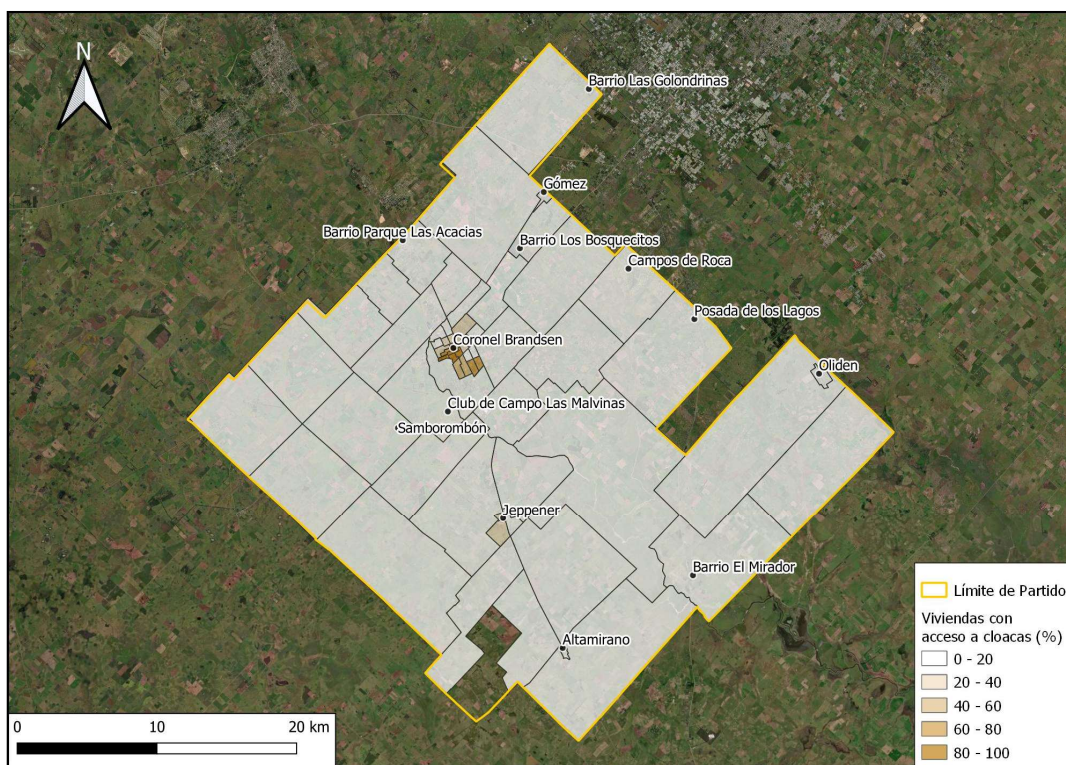 N
Barrio Las Golondrinas
Gómez
Barrio Parque Las Acacias
Barrio Los Bosquecitos
Campos de Roca
Posada de los Lagos
Coronel Brandsen
Oliden
Club de Campo Las Malvinas
Samborombón
Jeppener
Barrio El Mirador
Altamirano
Límite de Partido
Viviendas con
acceso a cloacas (%)
0 - 20
20 - 40
40 - 60
60 - 80
80 - 100
0 10 20 km